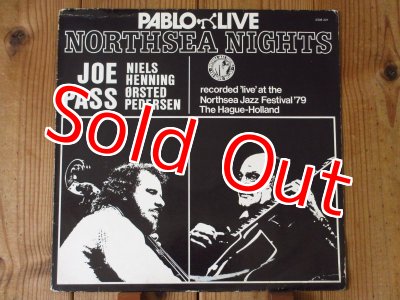 PABLO LIVE
NORTHSEA NIGHTS
JOE PASS
NIELS
HENNING
ØRSTED
PEDERSEN
recorded 'live' at the
Northsea Jazz Festival '79
The Hague-Holland
Sold Out